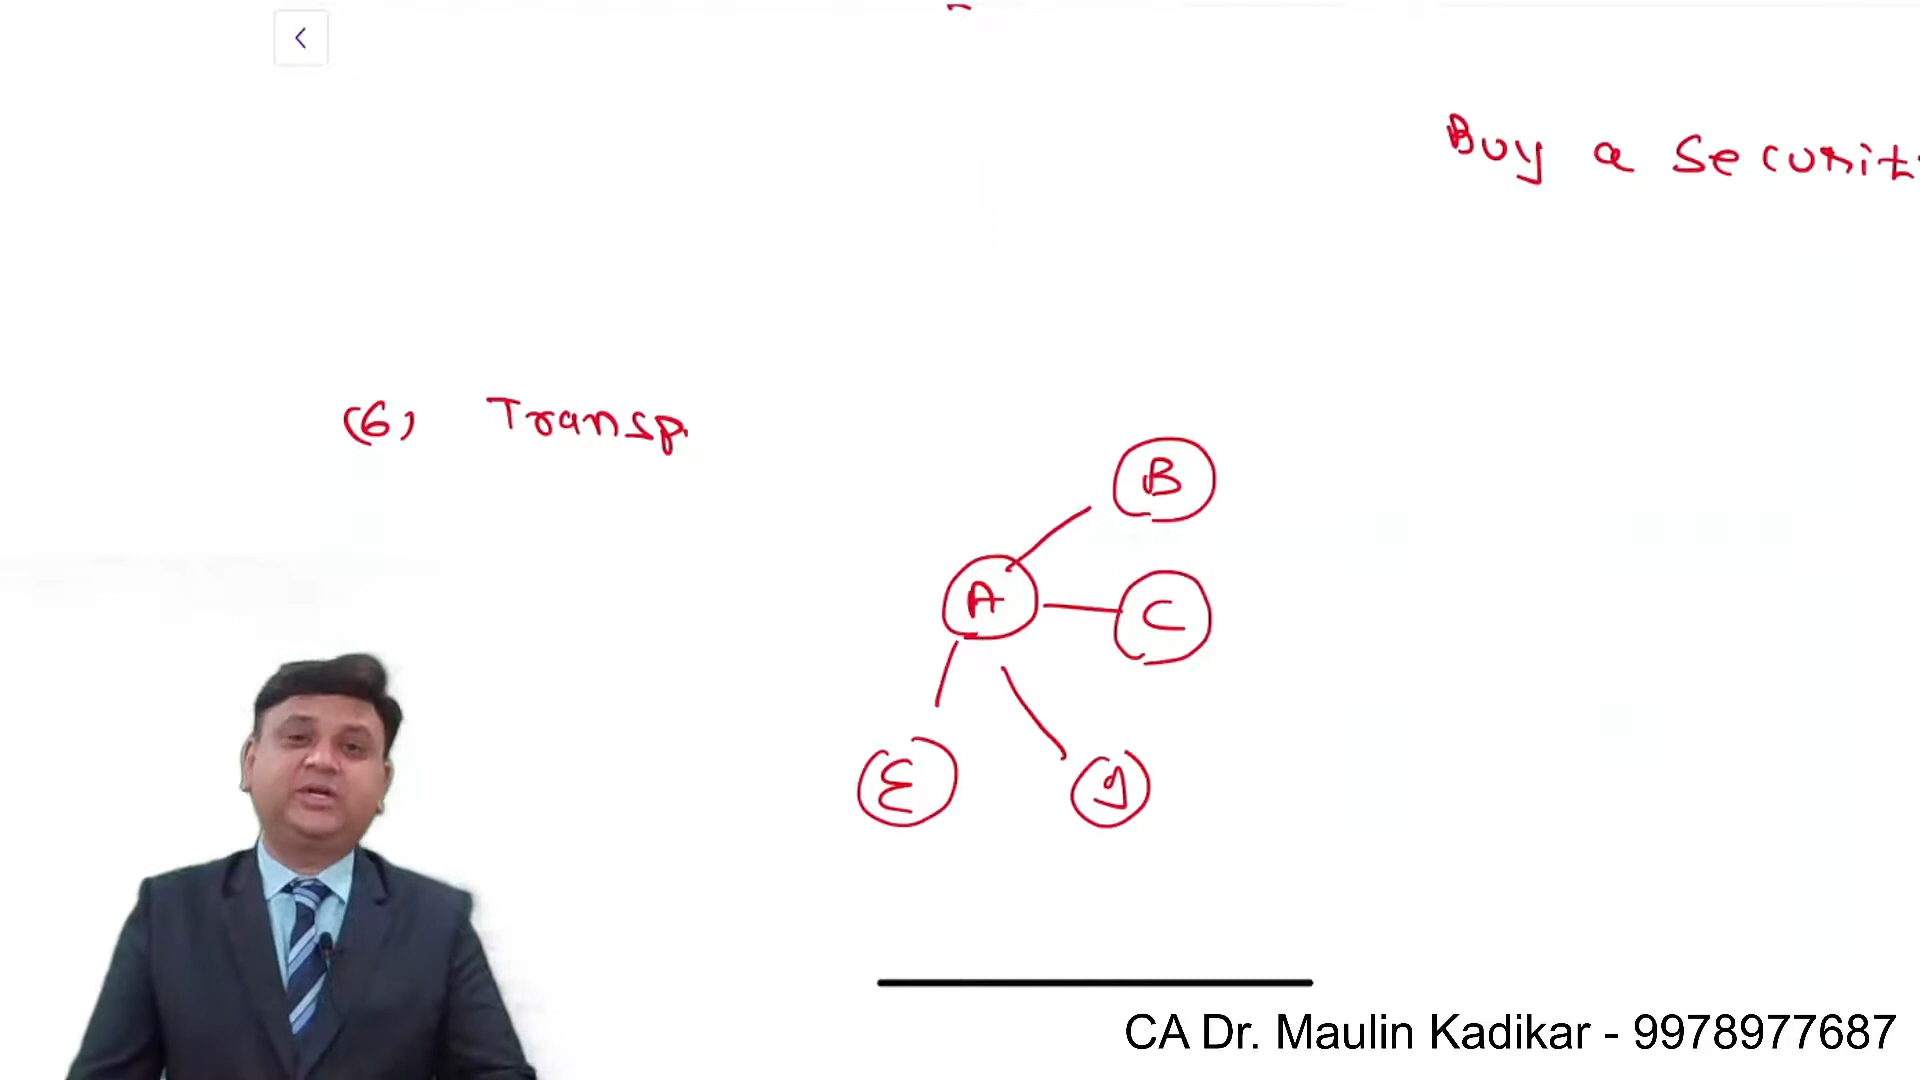 Buy a Securit
(6) Transp.
B
A
C
E
D
CA Dr. Maulin Kadikar - 9978977687